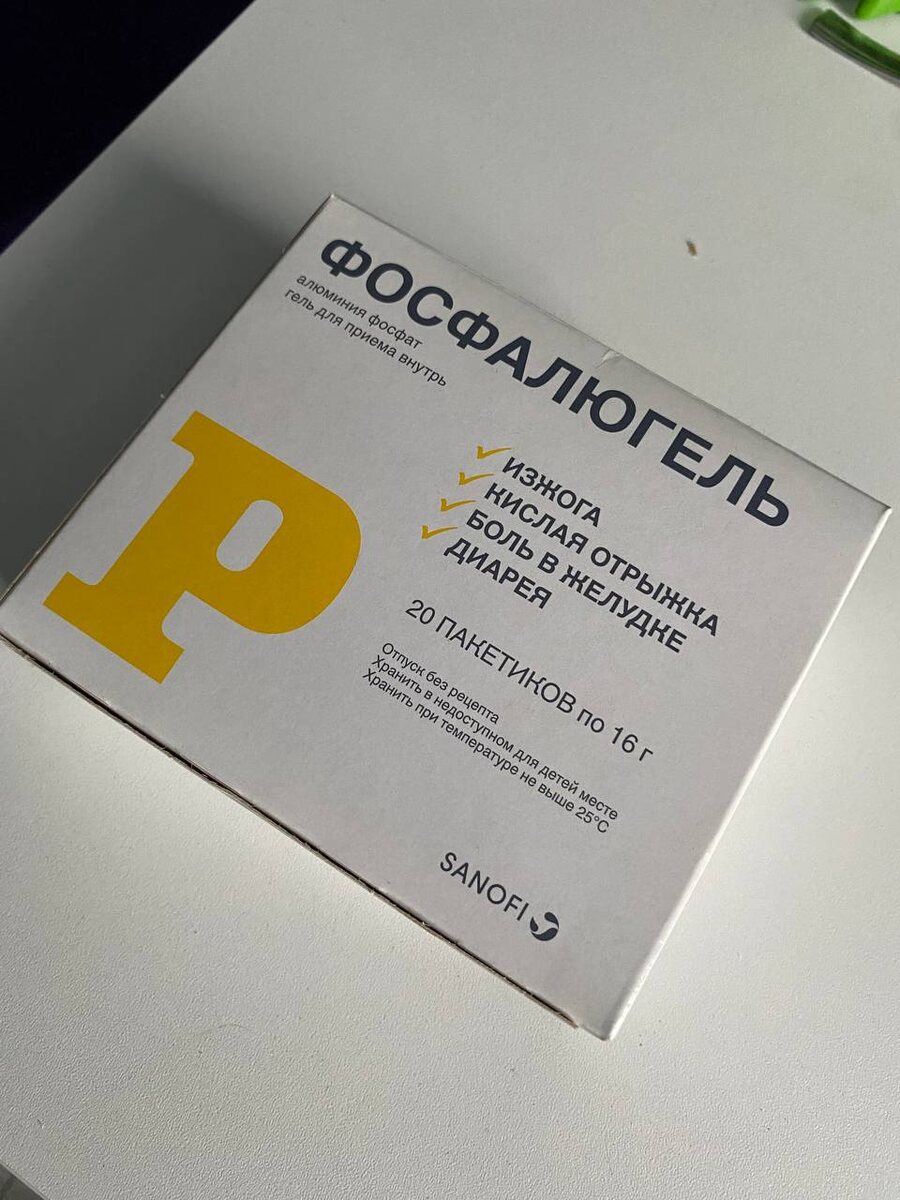 ФОСФАЛЮГЕЛЬ
алюминия фосфат
гель для приема внутрь
P
ИЗЖОГА
КИСЛАЯ ОТРЫЖКА
БОЛЬ В ЖЕЛУДКЕ
ДИАРЕЯ
20 ПАКЕТИКОВ по 16 г
Отпуск без рецепта
Хранить в недоступном для детей месте
Хранить при температуре не выше 25°C
SANOFI